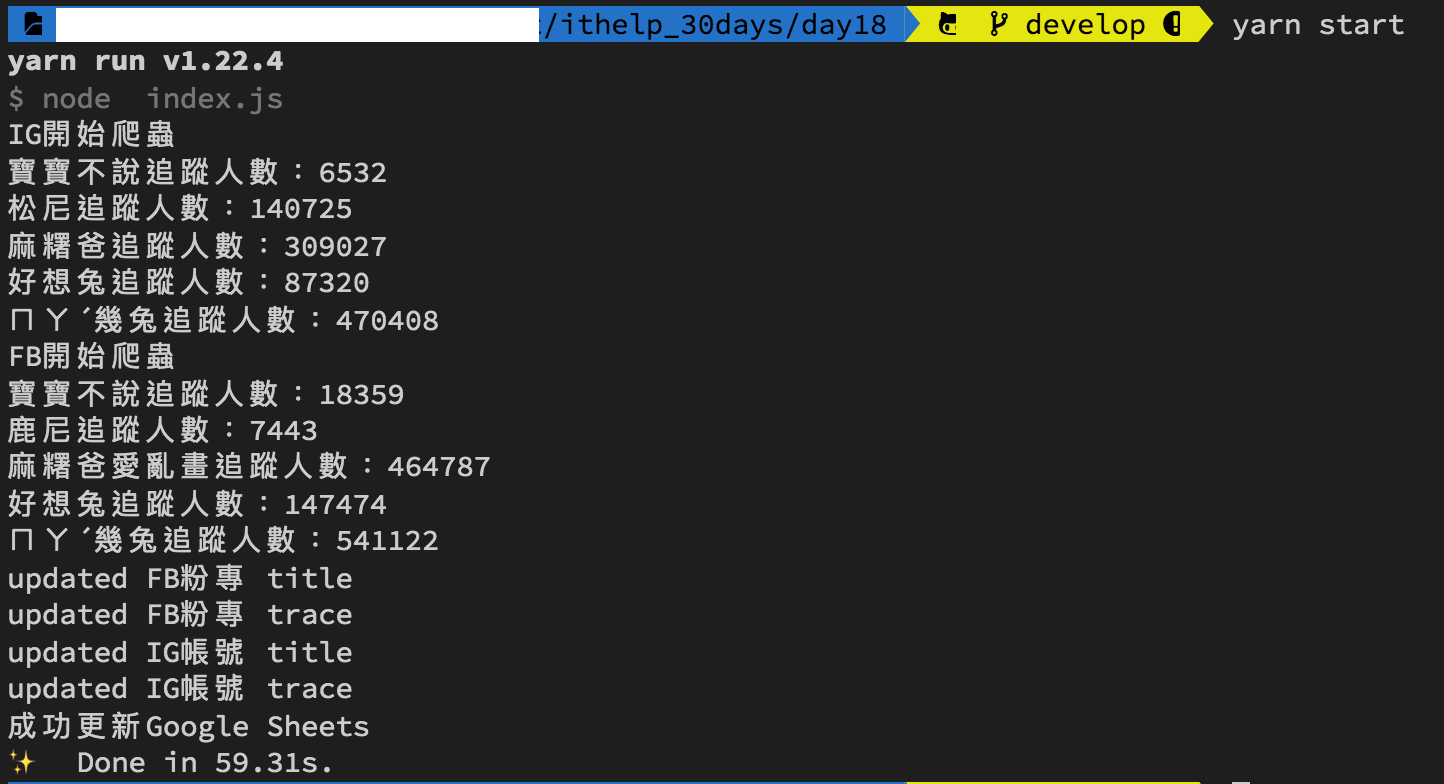 /ithelp_30days/day18 develop yarn start
yarn run v1.22.4
$ node  index.js
IG開始爬蟲
寶寶不說追蹤人數：6532
松尼追蹤人數：140725
麻糬爸追蹤人數：309027
好想兔追蹤人數：87320
ㄇㄚˊ幾兔追蹤人數：470408
FB開始爬蟲
寶寶不說追蹤人數：18359
鹿尼追蹤人數：7443
麻糬爸愛亂畫追蹤人數：464787
好想兔追蹤人數：147474
ㄇㄚˊ幾兔追蹤人數：541122
updated FB粉專 title
updated FB粉專 trace
updated IG帳號 title
updated IG帳號 trace
成功更新Google Sheets
✨  Done in 59.31s.